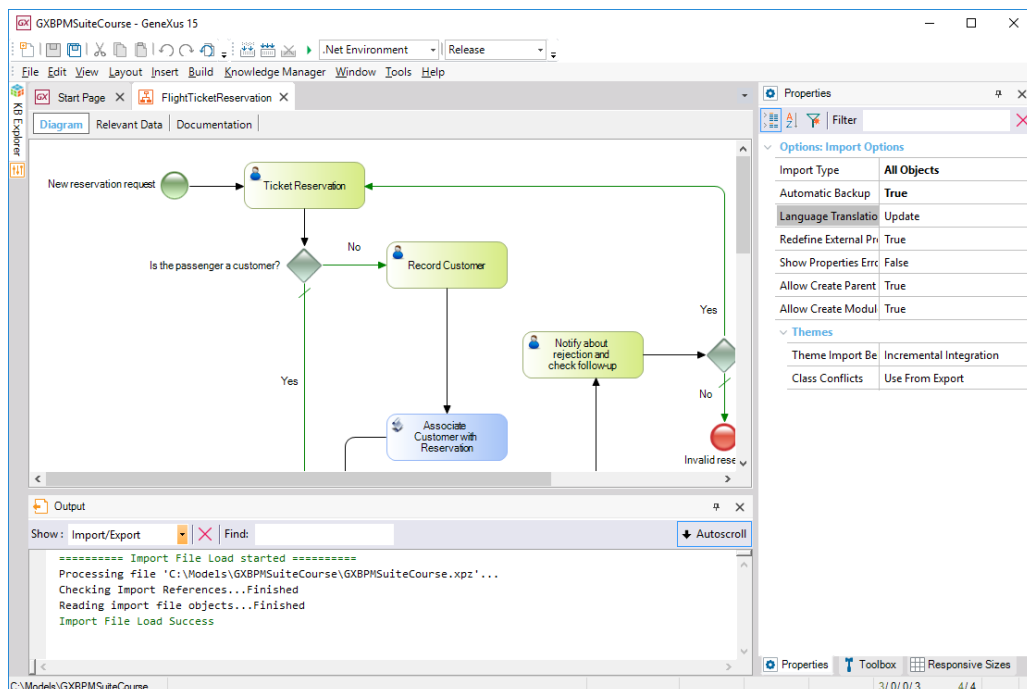 GXBPMSuiteCourse - GeneXus 15
.Net Environment Release
File Edit View Layout Insert Build Knowledge Manager Window Tools Help
KB Explorer
Start Page FlightTicketReservation
Diagram Relevant Data Documentation
New reservation request
Ticket Reservation
Is the passenger a customer?
No
Record Customer
Yes
Notify about
rejection and
check follow-up
Yes
No
Yes
Associate
Customer with
Reservation
Invalid rese
Output
Show : Import/Export Find:
Autoscroll
========== Import File Load started ==========
Processing file 'C:\Models\GXBPMSuiteCourse\GXBPMSuiteCourse.xpz'...
Checking Import References...Finished
Reading import file objects...Finished
Import File Load Success
Properties
Filter
Options: Import Options
Import Type All Objects
Automatic Backup True
Language Translatio Update
Redefine External Pr True
Show Properties Erro False
Allow Create Parent True
Allow Create Modul True
Themes
Theme Import Be Incremental Integration
Class Conflicts Use From Export
Properties Toolbox Responsive Sizes
C:\Models\GXBPMSuiteCourse 3/ 0/ 0/ 3 4/ 4